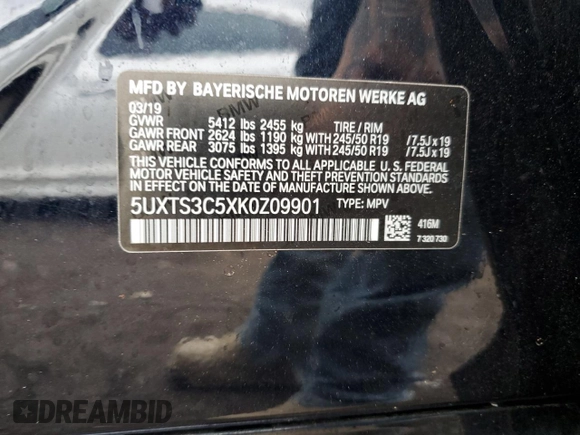 MFD BY BAYERISCHE MOTOREN WERKE AG
03/19
GVWR 5412 lbs 2455 kg TIRE / RIM
GAWR FRONT 2624 lbs 1190 kg WITH 245/50 R19 /7.5J x 19
GAWR REAR 3075 lbs 1395 kg WITH 245/50 R19 /7.5J x 19
THIS VEHICLE CONFORMS TO ALL APPLICABLE U. S. FEDERAL
MOTOR VEHICLE SAFETY AND THEFT PREVENTION STANDARDS
IN EFFECT ON THE DATE OF MANUFACTURE SHOWN ABOVE.
5UXTS3C5XK0Z09901 TYPE: MPV
416M
7 320 730
DREAMBID